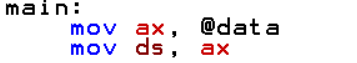 main:
    mov ax, @data
    mov ds, ax